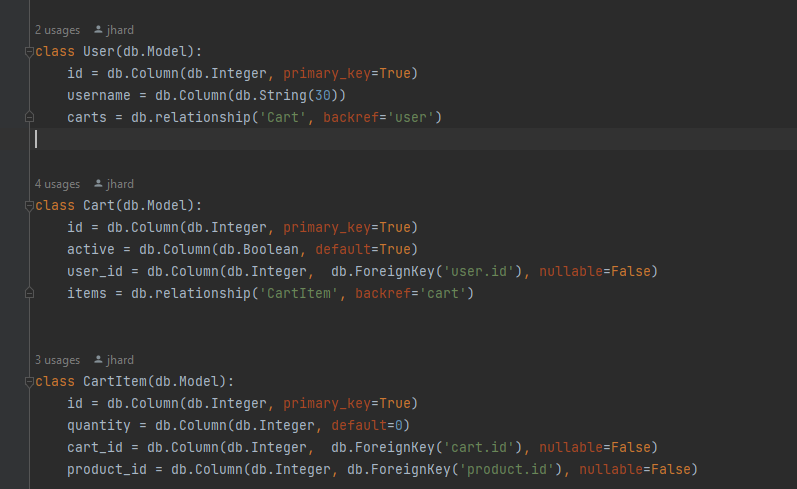 2 usages jhard
class User(db.Model):
    id = db.Column(db.Integer, primary_key=True)
    username = db.Column(db.String(30))
    carts = db.relationship('Cart', backref='user')
4 usages jhard
class Cart(db.Model):
    id = db.Column(db.Integer, primary_key=True)
    active = db.Column(db.Boolean, default=True)
    user_id = db.Column(db.Integer,  db.ForeignKey('user.id'), nullable=False)
    items = db.relationship('CartItem', backref='cart')
3 usages jhard
class CartItem(db.Model):
    id = db.Column(db.Integer, primary_key=True)
    quantity = db.Column(db.Integer, default=0)
    cart_id = db.Column(db.Integer,  db.ForeignKey('cart.id'), nullable=False)
    product_id = db.Column(db.Integer, db.ForeignKey('product.id'), nullable=False)